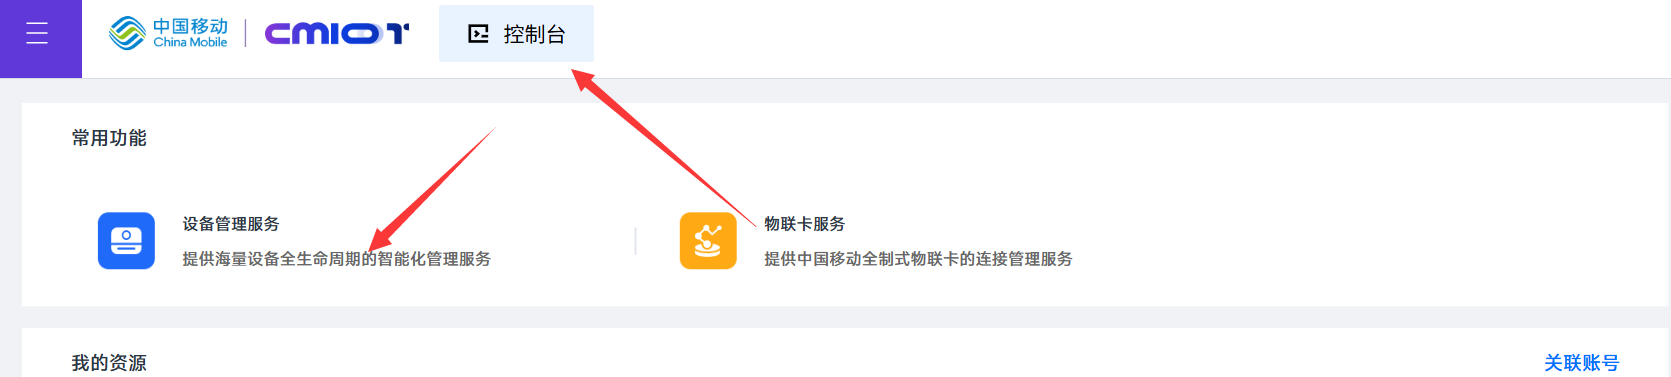 中国移动
China Mobile
CMIOT
控制台
常用功能
设备管理服务
提供海量设备全生命周期的智能化管理服务
物联卡服务
提供中国移动全制式物联卡的连接管理服务
我的资源
关联账号